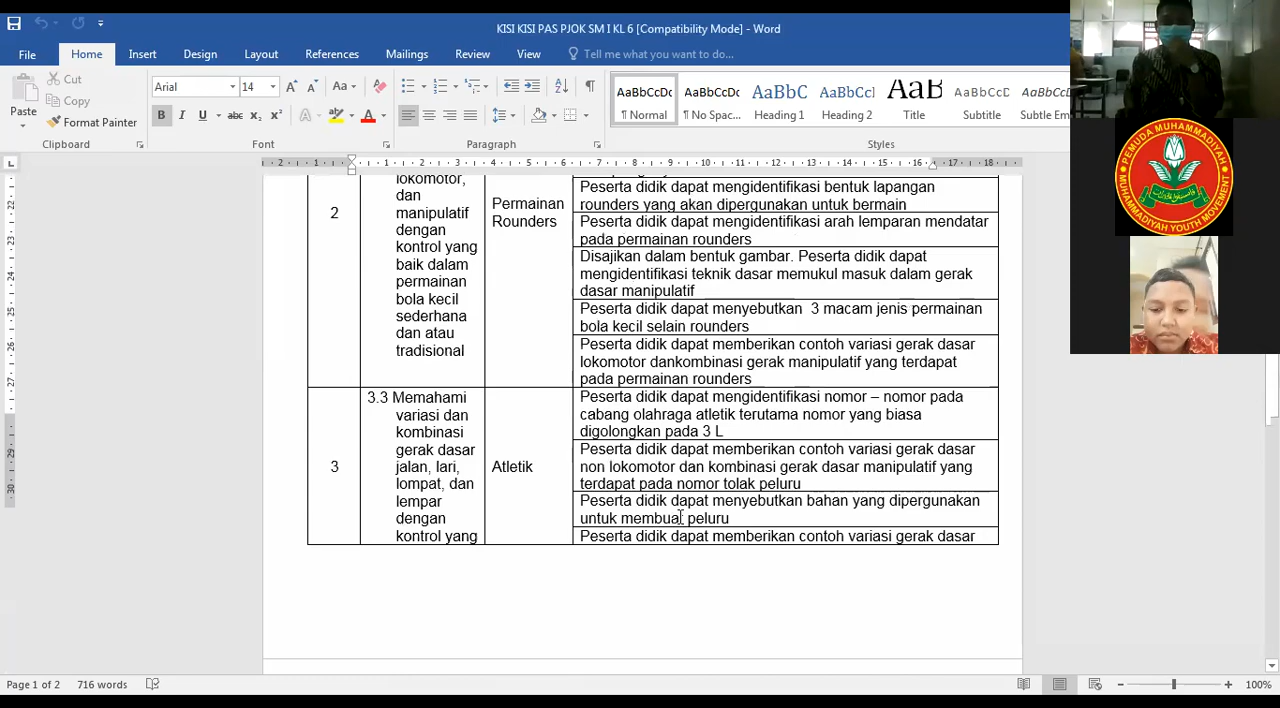 KISI KISI PAS PJOK SM I KL 6 [Compatibility Mode] - Word
File Home Insert Design Layout References Mailings Review View Tell me what you want to do...
Paste
Cut
Copy
Format Painter
Clipboard
Arial 14
Font
Paragraph
AaBbCcDc AaBbCcDc AaBbC AaBbCcI AaB AaBbCcD AaBbCcD
¶ Normal ¶ No Spac... Heading 1 Heading 2 Title Subtitle Subtle Em
Styles
2
lokomotor,
dan
manipulatif
dengan
kontrol yang
baik dalam
permainan
bola kecil
sederhana
dan atau
tradisional
Permainan
Rounders
Peserta didik dapat mengidentifikasi bentuk lapangan
rounders yang akan dipergunakan untuk bermain
Peserta didik dapat mengidentifikasi arah lemparan mendatar
pada permainan rounders
Disajikan dalam bentuk gambar. Peserta didik dapat
mengidentifikasi teknik dasar memukul masuk dalam gerak
dasar manipulatif
Peserta didik dapat menyebutkan 3 macam jenis permainan
bola kecil selain rounders
Peserta didik dapat memberikan contoh variasi gerak dasar
lokomotor dankombinasi gerak manipulatif yang terdapat
pada permainan rounders
3
3.3 Memahami
variasi dan
kombinasi
gerak dasar
jalan, lari,
lompat, dan
lempar
dengan
kontrol yang
Atletik
Peserta didik dapat mengidentifikasi nomor – nomor pada
cabang olahraga atletik terutama nomor yang biasa
digolongkan pada 3 L
Peserta didik dapat memberikan contoh variasi gerak dasar
non lokomotor dan kombinasi gerak dasar manipulatif yang
terdapat pada nomor tolak peluru
Peserta didik dapat menyebutkan bahan yang dipergunakan
untuk membuat peluru
Peserta didik dapat memberikan contoh variasi gerak dasar
PEMUDA MUHAMMADIYAH
MUHAMMADIYAH YOUTH MOVEMENT
Page 1 of 2 716 words 100%